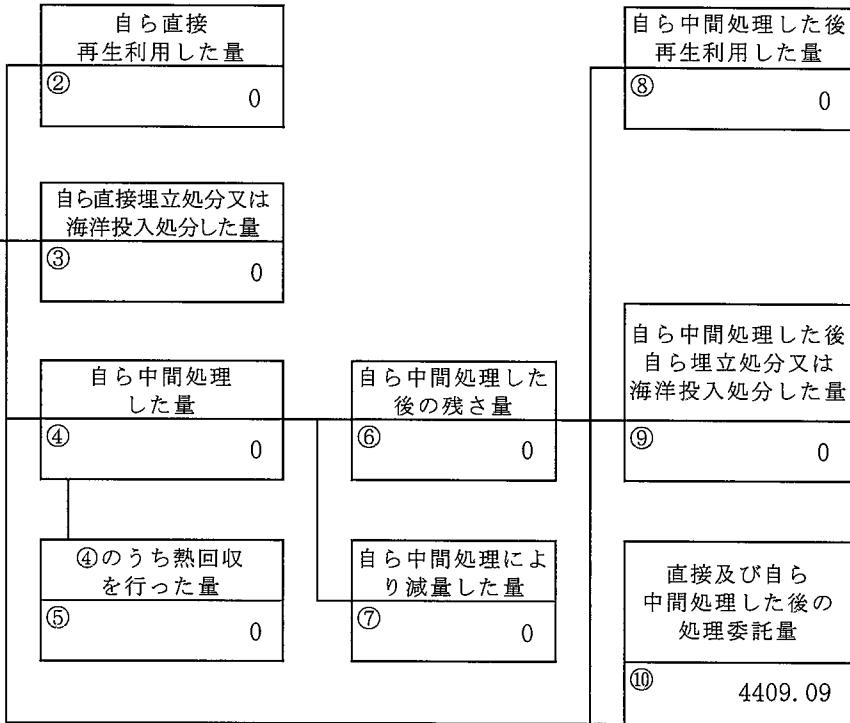 自ら直接
再生利用した量
②
0
自ら直接埋立処分又は
海洋投入処分した量
③
0
自ら中間処理
した量
④
0
④のうち熱回収
を行った量
⑤
0
自ら中間処理した
後の残さ量
⑥
0
自ら中間処理によ
り減量した量
⑦
0
自ら中間処理した後
再生利用した量
⑧
0
自ら中間処理した後
自ら埋立処分又は
海洋投入処分した量
⑨
0
直接及び自ら
中間処理した後の
処理委託量
⑩
4409.09